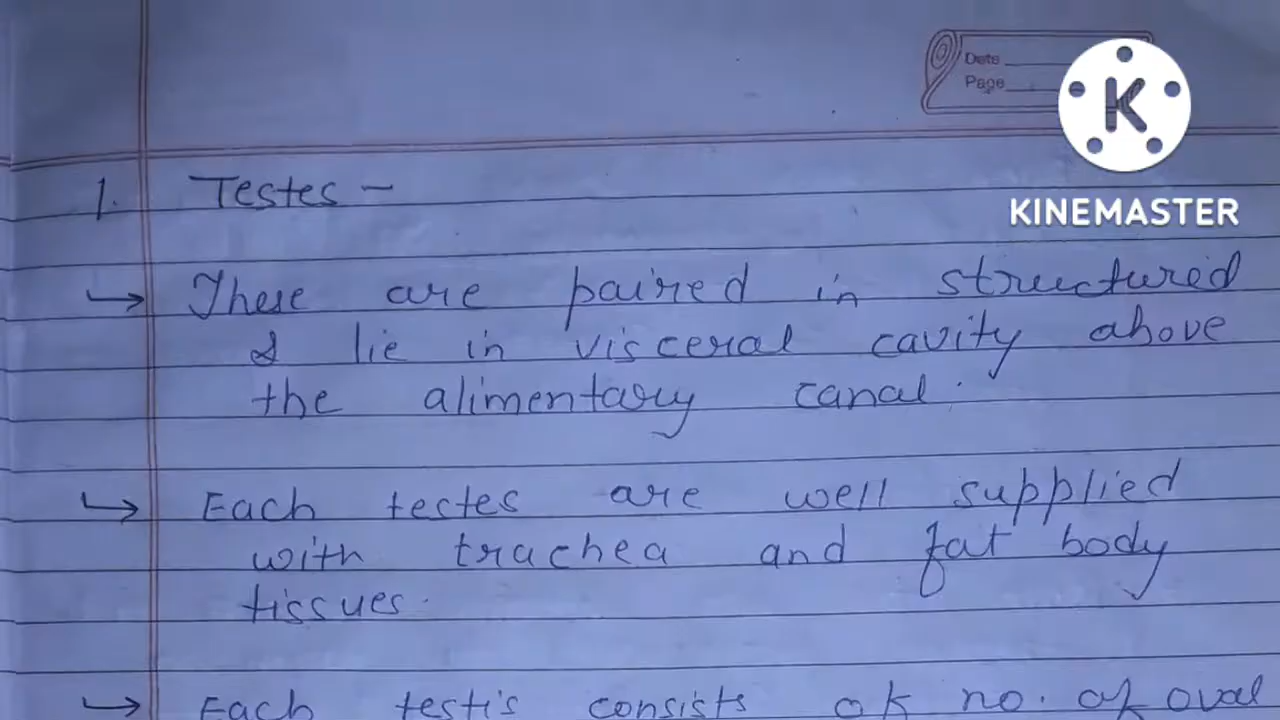 Date
Page
K
KINEMASTER
1. Testes -
→ These are paired in structured
& lie in visceral cavity above
the alimentary canal.
→ Each testes are well supplied
with trachea and fat body
tissues.
→ Each testis consists of no. of oval